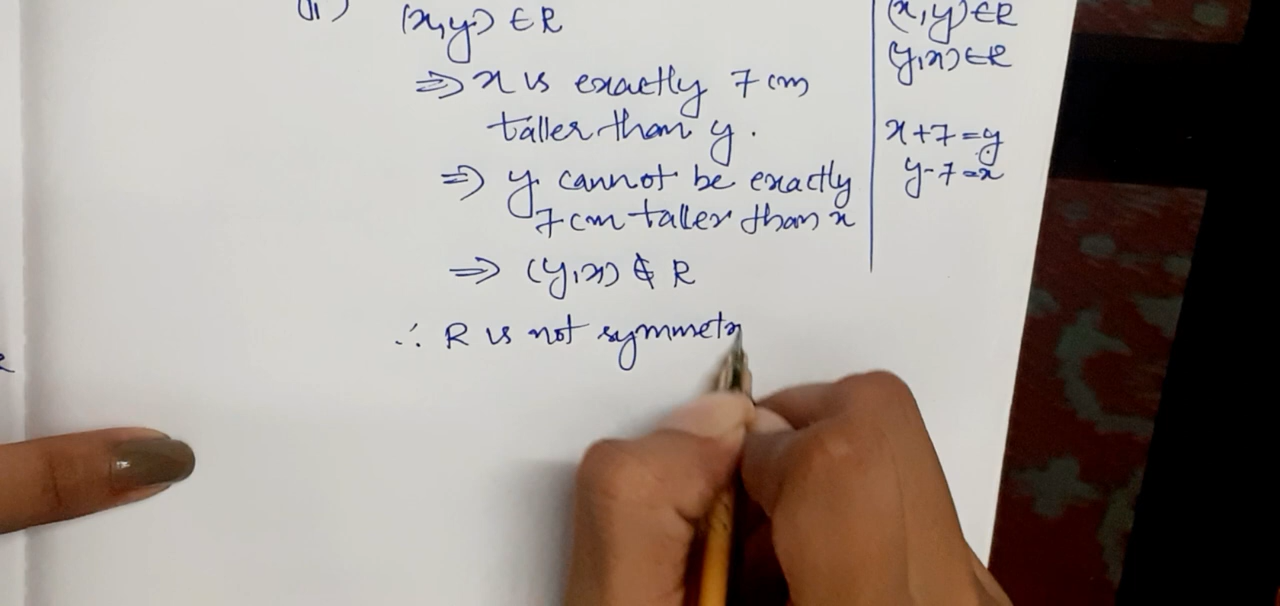 ii)
(x,y) ∈ R
⇒ x is exactly 7 cm
taller than y.
⇒ y cannot be exactly
7 cm taller than x
⇒ (y,x) ∉ R
∴ R is not symmetr
(x,y) ∈ R
(y,x) ∈ R
x+7=y
y-7=x